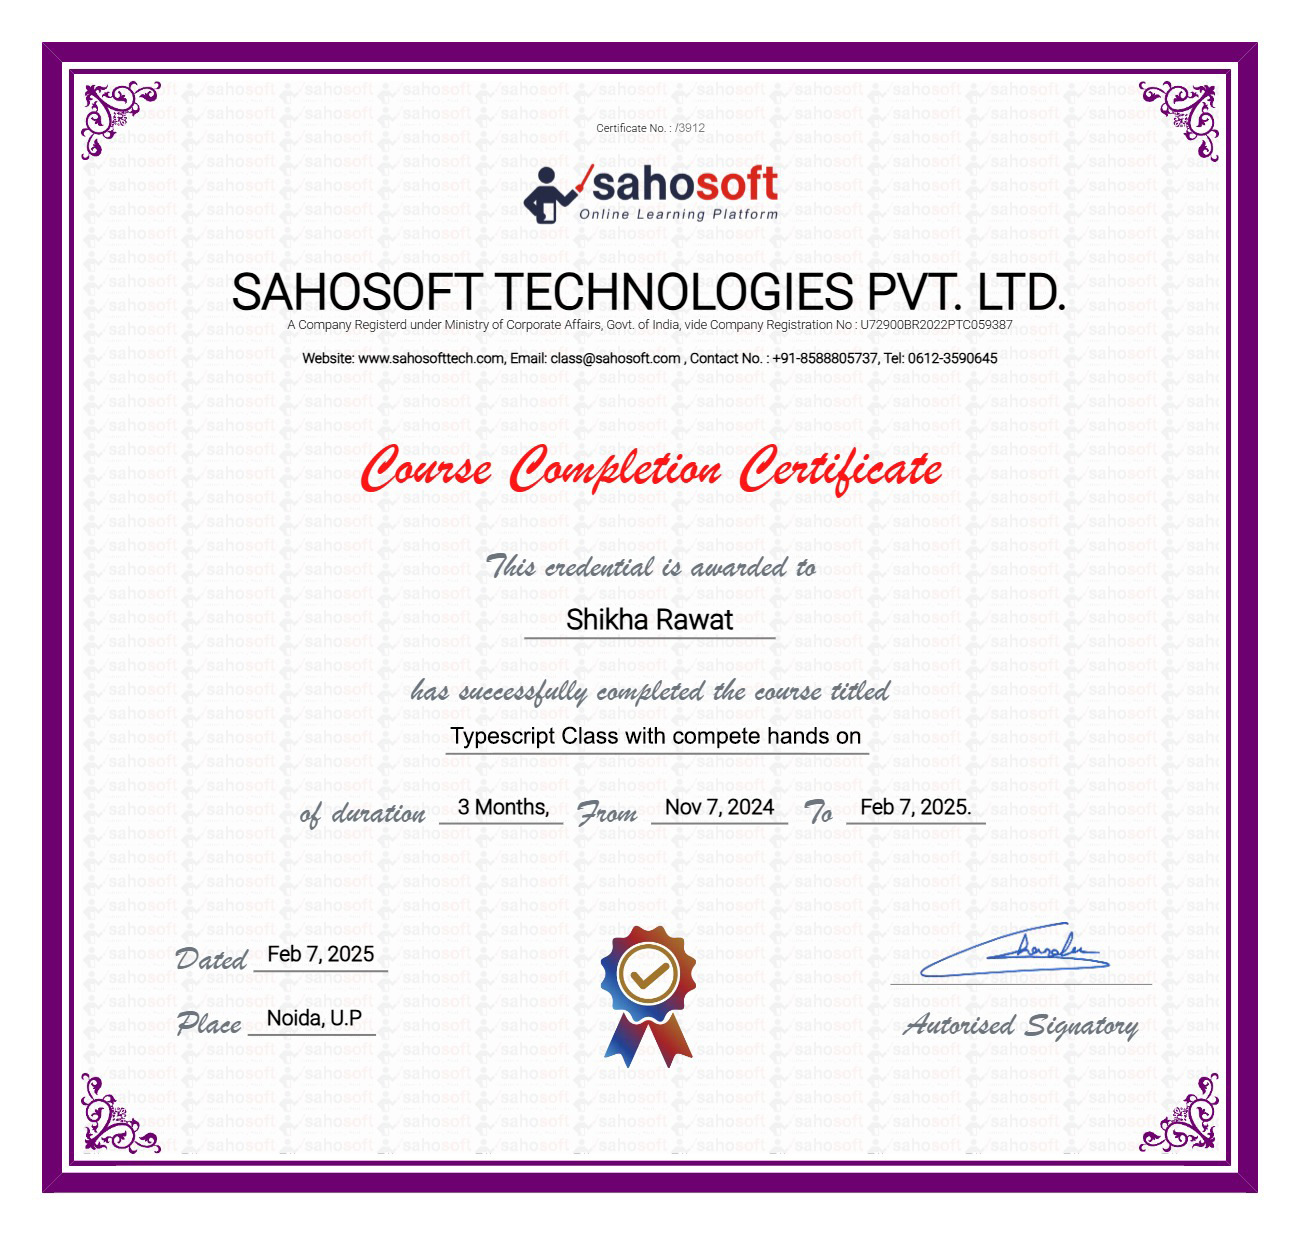 Certificate No. : /3912
sahosoft
Online Learning Platform
SAHOSOFT TECHNOLOGIES PVT. LTD.
A Company Registerd under Ministry of Corporate Affairs, Govt. of India, vide Company Registration No : U72900BR2022PTC059387
Website: www.sahosofttech.com, Email: class@sahosoft.com , Contact No. : +91-8588805737, Tel: 0612-3590645
Course Completion Certificate
This credential is awarded to
Shikha Rawat
has successfully completed the course titled
Typescript Class with compete hands on
of duration 3 Months, From Nov 7, 2024 To Feb 7, 2025.
Dated Feb 7, 2025
Place Noida, U.P
Autorised Signatory